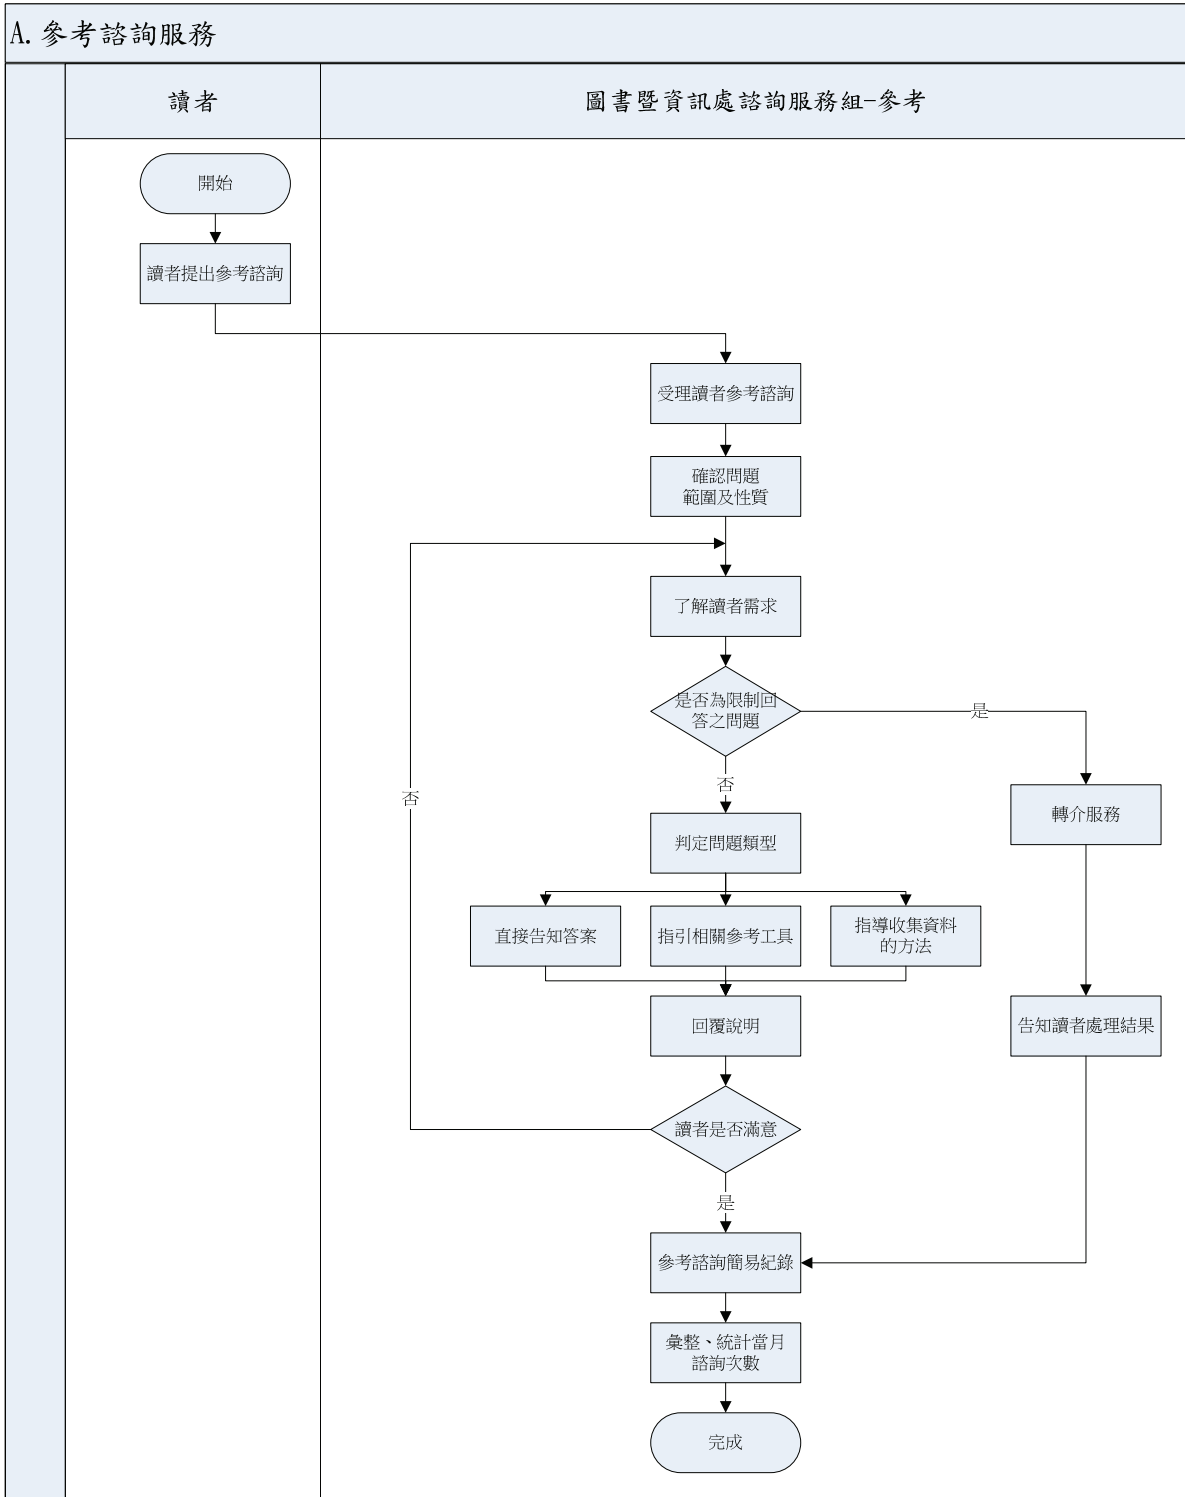 A. 參考諮詢服務
讀者
圖書暨資訊處諮詢服務組-參考
開始
讀者提出參考諮詢
受理讀者參考諮詢
確認問題
範圍及性質
了解讀者需求
是否為限制回
答之問題
是
否
否
轉介服務
判定問題類型
直接告知答案
指引相關參考工具
指導收集資料
的方法
回覆說明
告知讀者處理結果
讀者是否滿意
是
參考諮詢簡易紀錄
彙整、統計當月
諮詢次數
完成